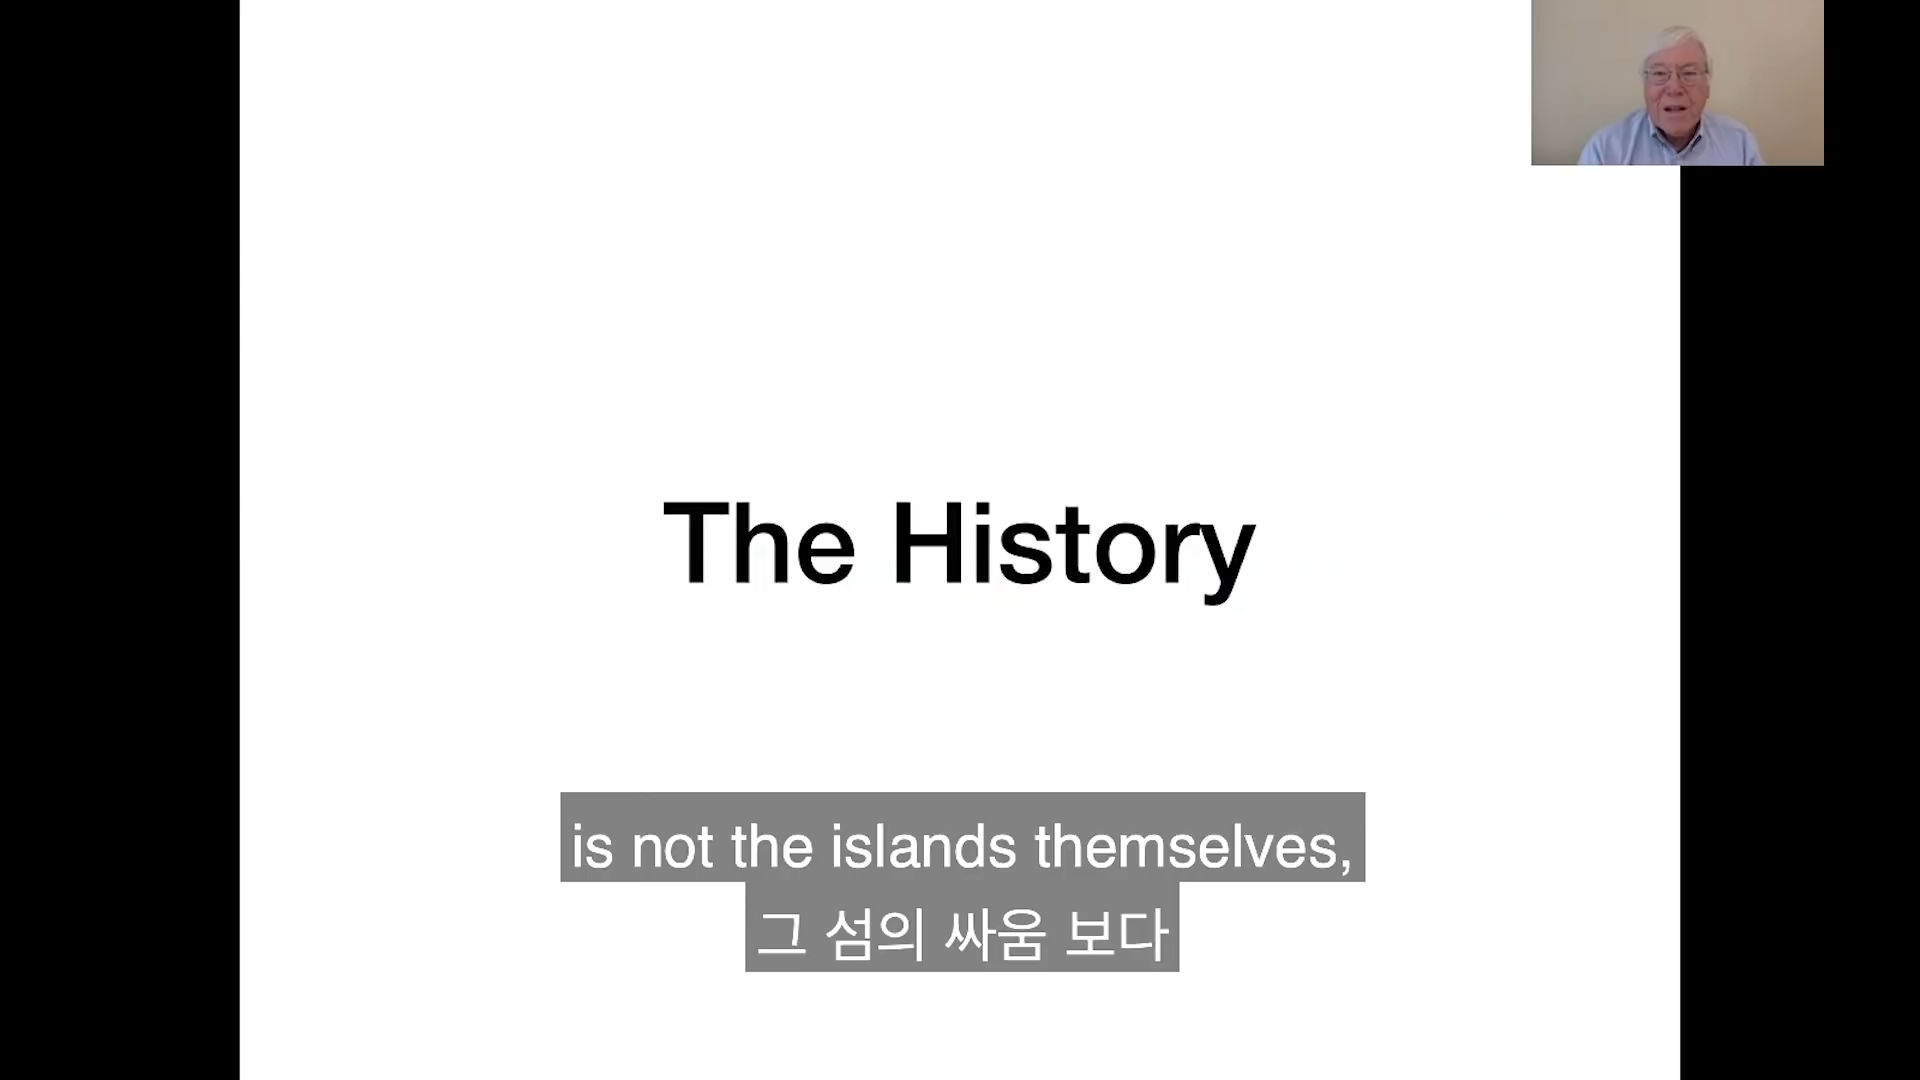 The History
is not the islands themselves,
그 섬의 싸움 보다